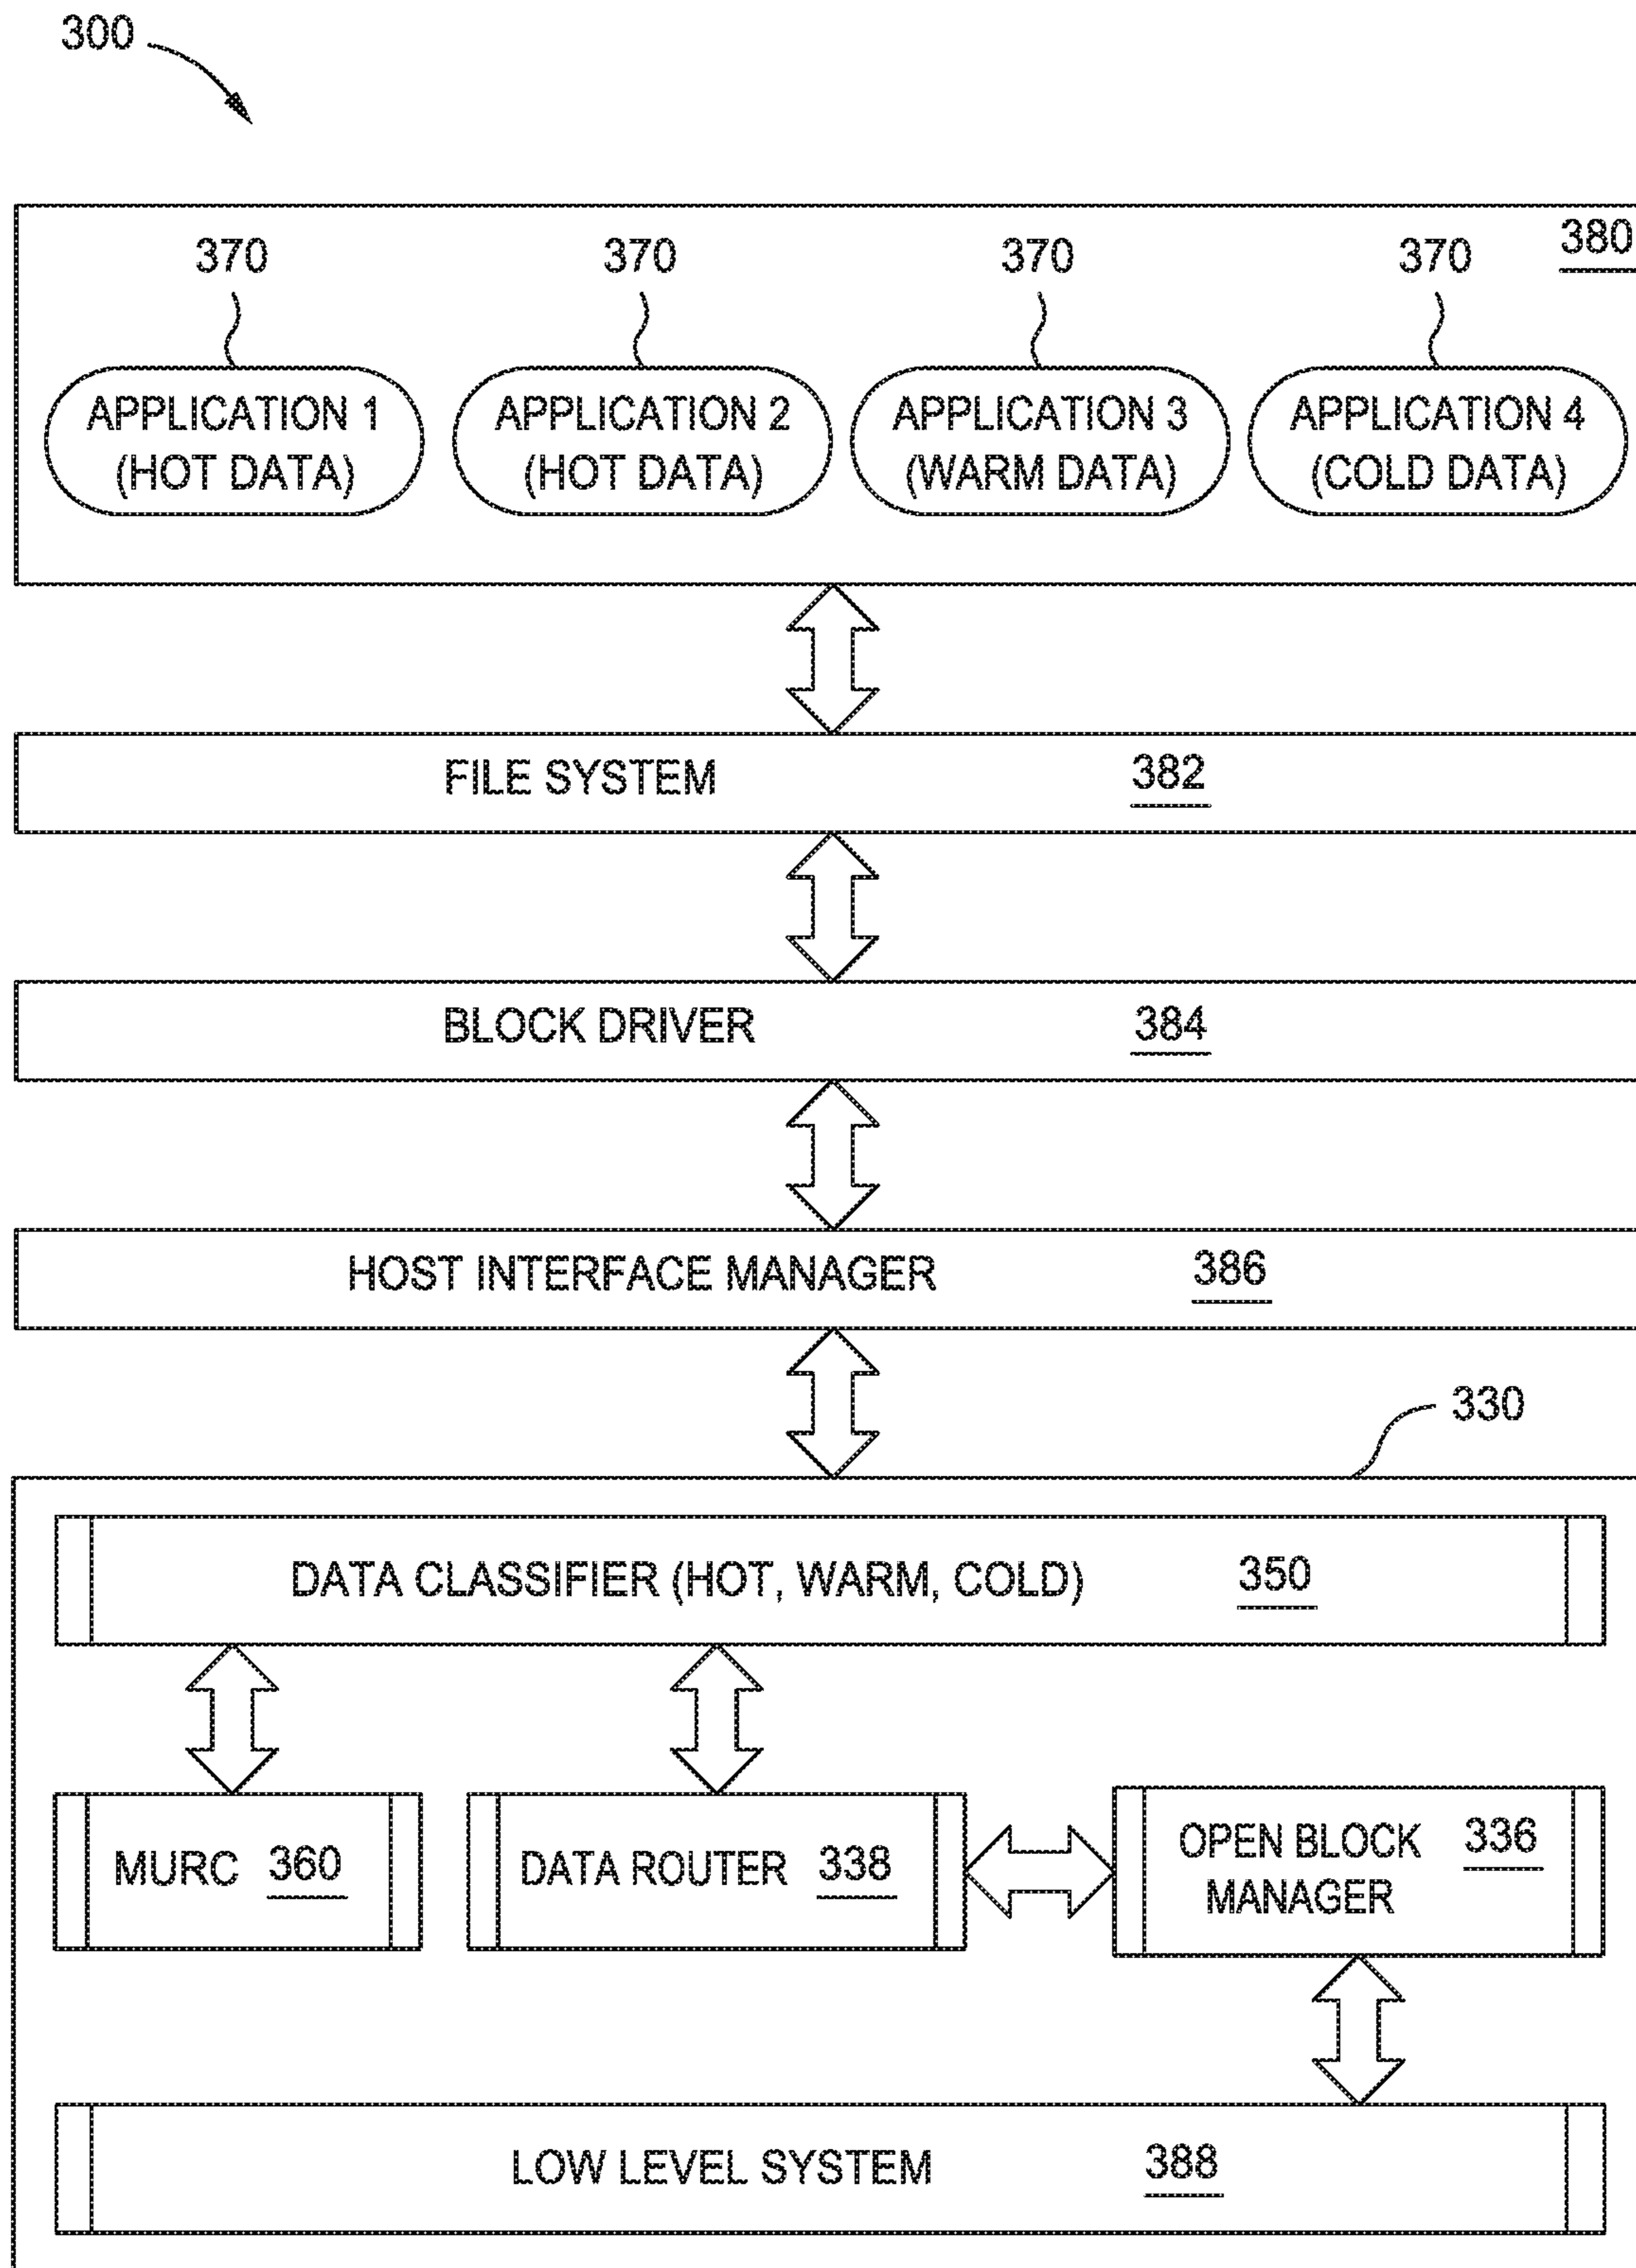 300
380
370 370 370 370
APPLICATION 1 APPLICATION 2 APPLICATION 3 APPLICATION 4
(HOT DATA) (HOT DATA) (WARM DATA) (COLD DATA)
FILE SYSTEM 382
BLOCK DRIVER 384
HOST INTERFACE MANAGER 386
330
DATA CLASSIFIER (HOT, WARM, COLD) 350
MURC 360
DATA ROUTER 338
OPEN BLOCK 336
MANAGER
LOW LEVEL SYSTEM 388